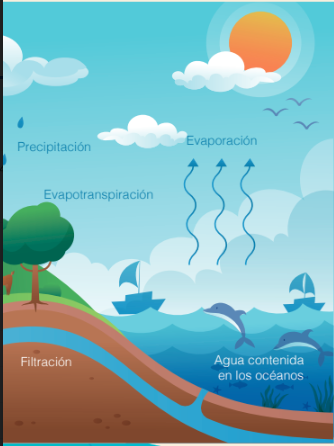 Evaporación
Precipitación
Evapotranspiración
Filtración
Agua contenida
en los océanos